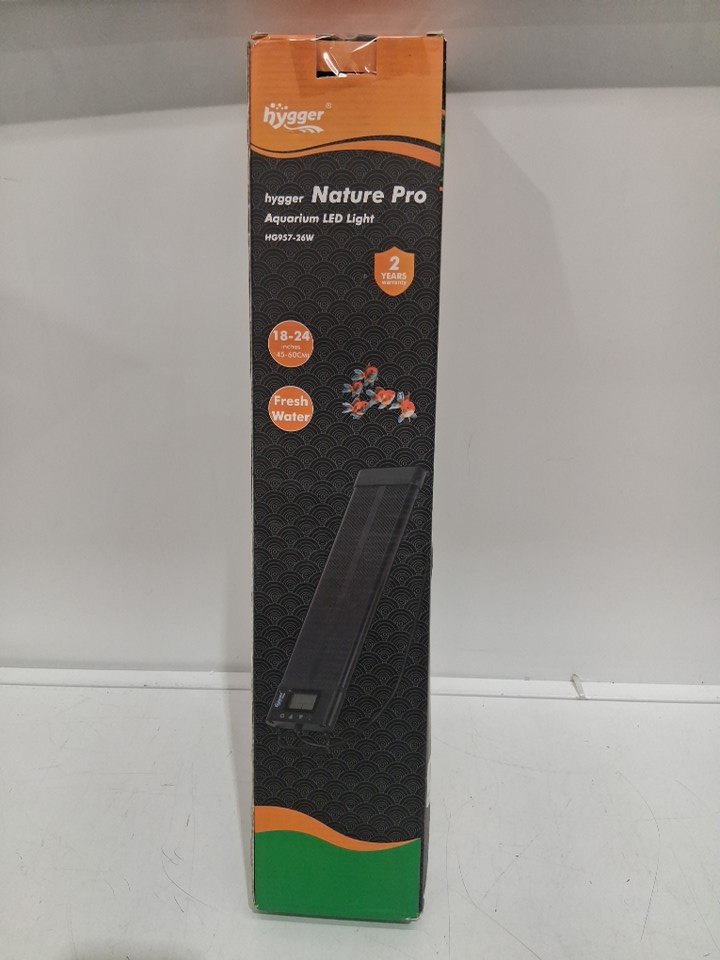 hygger®
hygger Nature Pro
Aquarium LED Light
HG957-26W
2
YEARS
warranty
18-24
inches
45-60CM
Fresh
Water
hygger